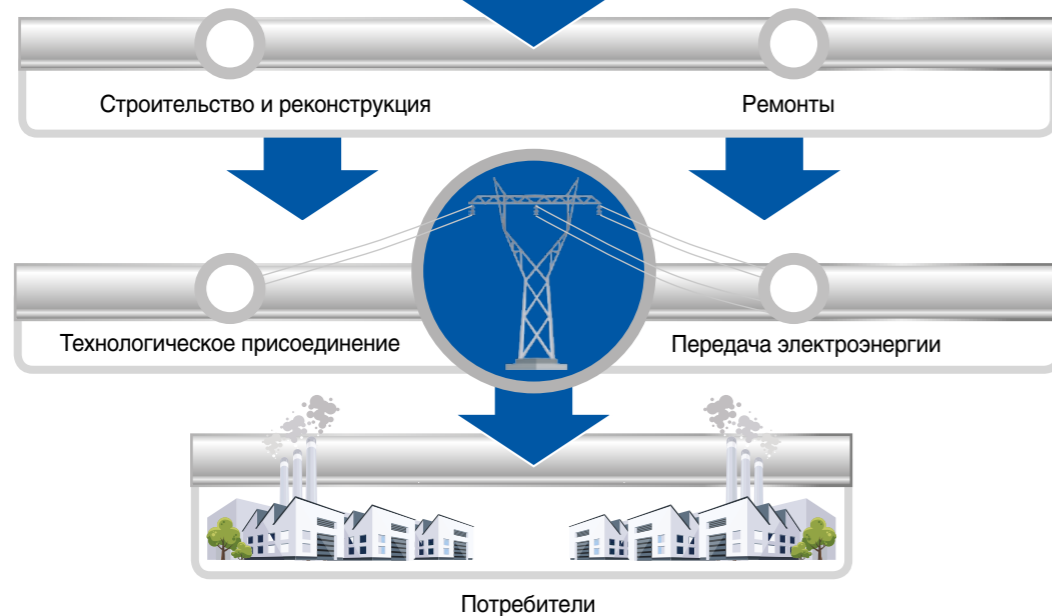 Строительство и реконструкция
Ремонты
Технологическое присоединение
Передача электроэнергии
Потребители